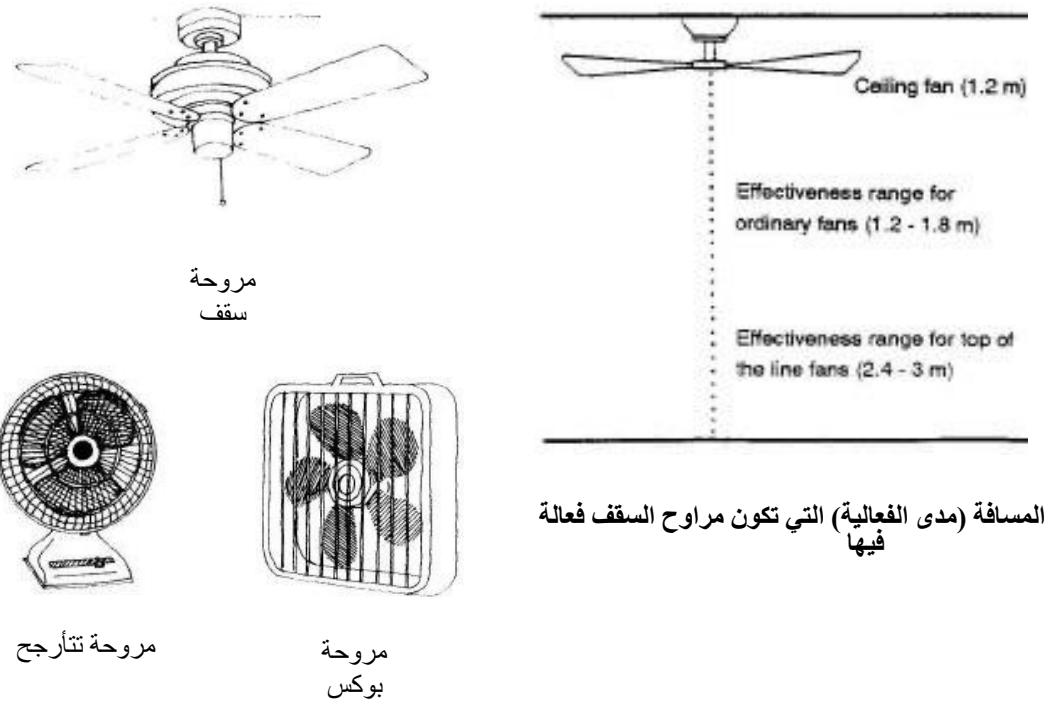 مروحة
سقف
مروحة تتأرجح
مروحة
بوكس
Ceiling fan (1.2 m)
Effectiveness range for
ordinary fans (1.2 - 1.8 m)
Effectiveness range for top of
the line fans (2.4 - 3 m)
المسافة (مدى الفعالية) التي تكون مراوح السقف فعالة
فيها